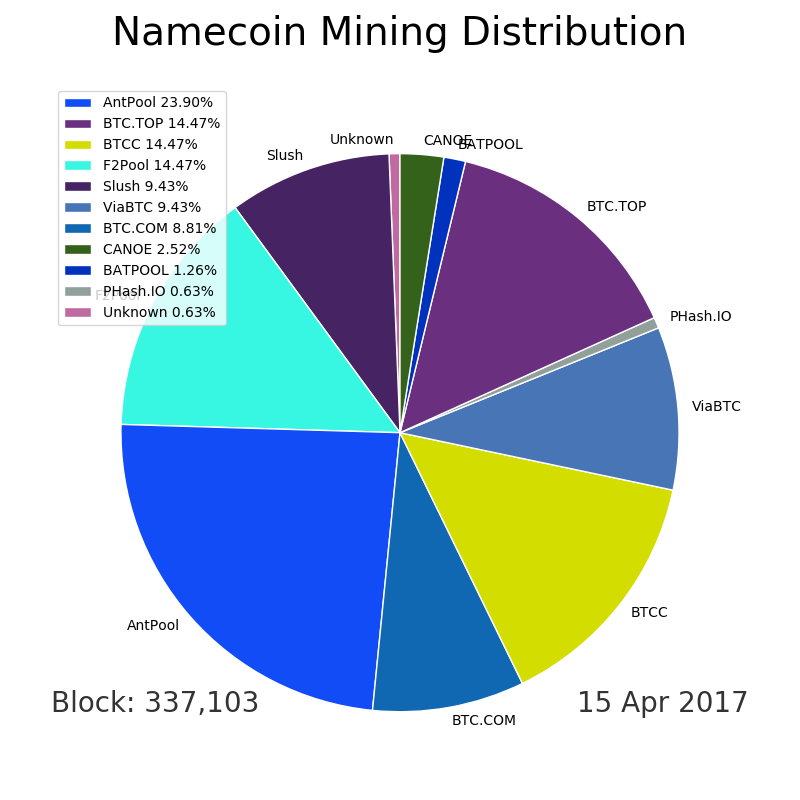 Namecoin Mining Distribution
AntPool 23.90%
BTC.TOP 14.47%
BTCC 14.47%
F2Pool 14.47%
Slush 9.43%
ViaBTC 9.43%
BTC.COM 8.81%
CANOE 2.52%
BATPOOL 1.26%
PHash.IO 0.63%
Unknown 0.63%
Unknown
CANOE
BATPOOL
Slush
BTC.TOP
F2Pool
PHash.IO
ViaBTC
BTCC
AntPool
BTC.COM
Block: 337,103
15 Apr 2017